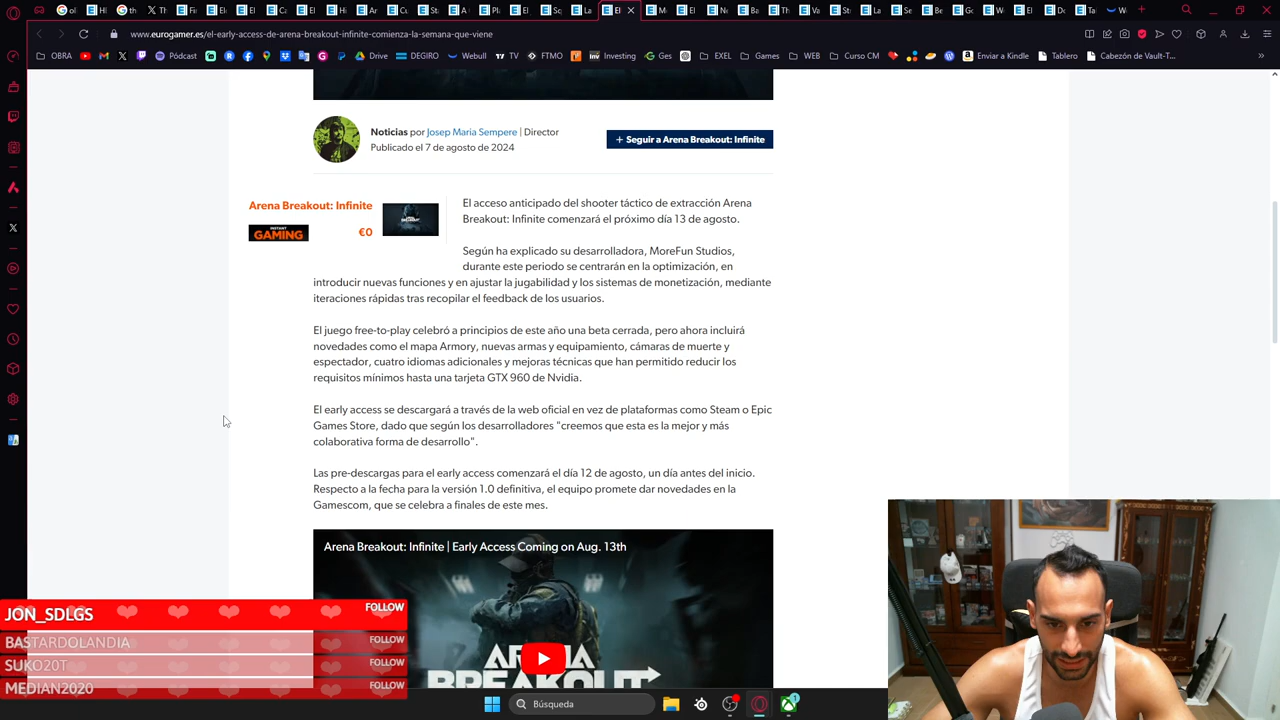 www.eurogamer.es/el-early-access-de-arena-breakout-infinite-comienza-la-semana-que-viene
OBRA
Pódcast
Drive
DEGIRO
Webull
TV
FTMO
Investing
Ges
EXEL
Games
WEB
Curso CM
Enviar a Kindle
Tablero
Cabezón de Vault-T...
Noticias por Josep Maria Sempere | Director
Publicado el 7 de agosto de 2024
+ Seguir a Arena Breakout: Infinite
Arena Breakout: Infinite
INSTANT
GAMING
€0
El acceso anticipado del shooter táctico de extracción Arena
Breakout: Infinite comenzará el próximo día 13 de agosto.
Según ha explicado su desarrolladora, MoreFun Studios,
durante este periodo se centrarán en la optimización, en
introducir nuevas funciones y en ajustar la jugabilidad y los sistemas de monetización, mediante
iteraciones rápidas tras recopilar el feedback de los usuarios.
El juego free-to-play celebró a principios de este año una beta cerrada, pero ahora incluirá
novedades como el mapa Armory, nuevas armas y equipamiento, cámaras de muerte y
espectador, cuatro idiomas adicionales y mejoras técnicas que han permitido reducir los
requisitos mínimos hasta una tarjeta GTX 960 de Nvidia.
El early access se descargará a través de la web oficial en vez de plataformas como Steam o Epic
Games Store, dado que según los desarrolladores "creemos que esta es la mejor y más
colaborativa forma de desarrollo".
Las pre-descargas para el early access comenzará el día 12 de agosto, un día antes del inicio.
Respecto a la fecha para la versión 1.0 definitiva, el equipo promete dar novedades en la
Gamescom, que se celebra a finales de este mes.
Arena Breakout: Infinite | Early Access Coming on Aug. 13th
ARENA
BREAKOUT
JON_SDLGS
FOLLOW
BASTARDOLANDIA
FOLLOW
SUKO20T
FOLLOW
MEDIAN2020
FOLLOW
Búsqueda